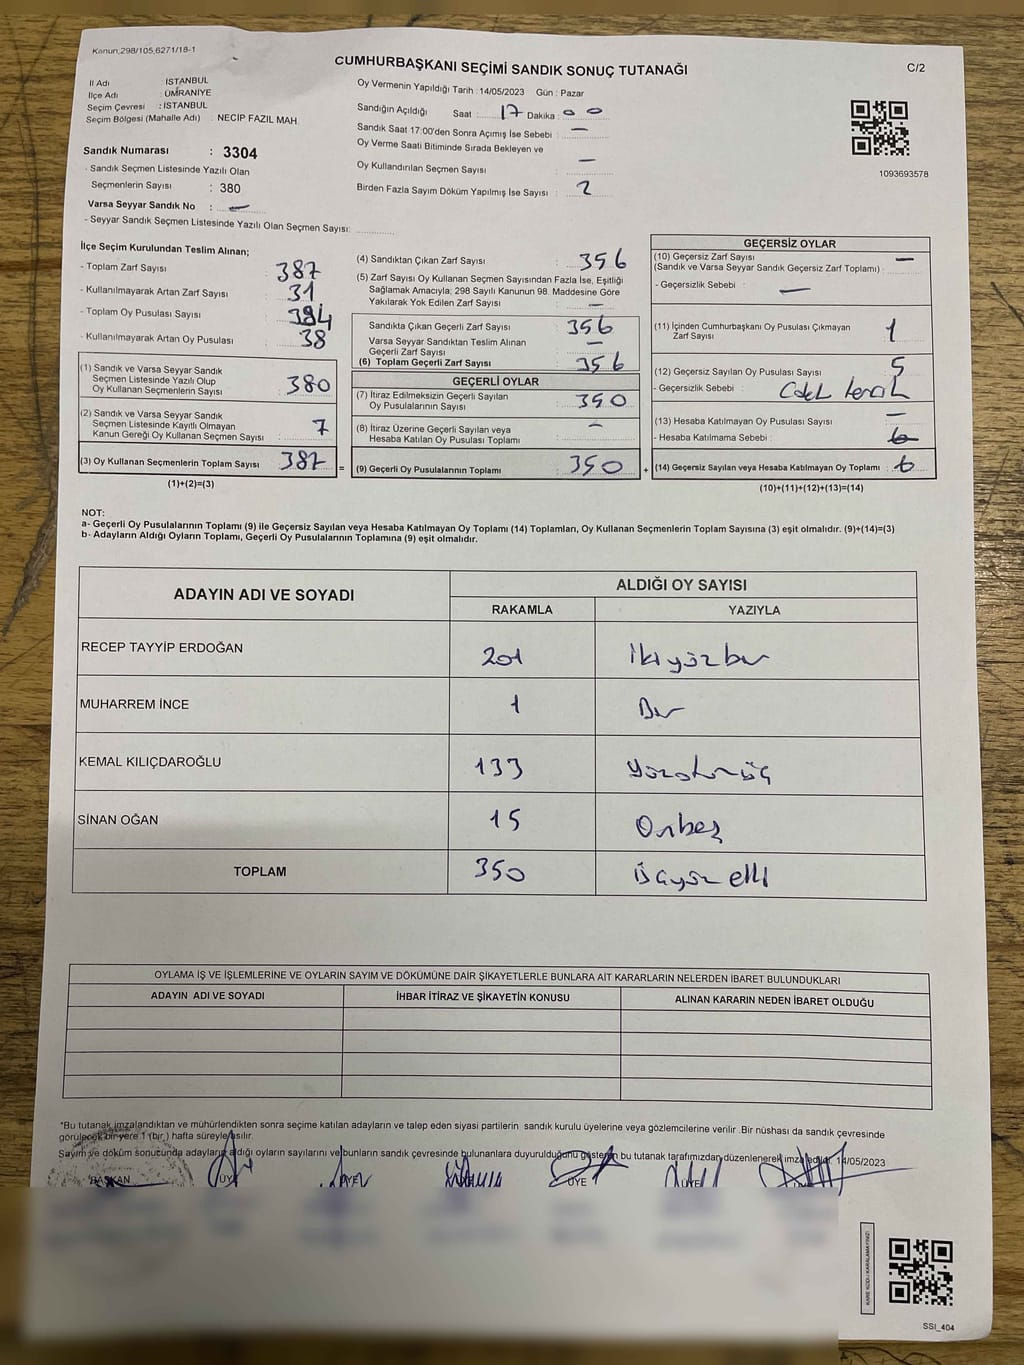 Kanun,298/105,6271/18-1
CUMHURBAŞKANI SEÇİMİ SANDIK SONUÇ TUTANAĞI
C/2
İl Adı : İSTANBUL
İlçe Adı : ÜMRANİYE
Seçim Çevresi : İSTANBUL
Seçim Bölgesi (Mahalle Adı) : NECİP FAZIL MAH.
Sandık Numarası : 3304
- Sandık Seçmen Listesinde Yazılı Olan
Seçmenlerin Sayısı : 380
Varsa Seyyar Sandık No : —
- Seyyar Sandık Seçmen Listesinde Yazılı Olan Seçmen Sayısı:
Oy Vermenin Yapıldığı Tarih : 14/05/2023 Gün : Pazar
Sandığın Açıldığı Saat : 17 Dakika : 00
Sandık Saat 17:00'den Sonra Açımış İse Sebebi : —
Oy Verme Saati Bitiminde Sırada Bekleyen ve
Oy Kullandırılan Seçmen Sayısı : —
Birden Fazla Sayım Döküm Yapılmış İse Sayısı : 2
1093693578
İlçe Seçim Kurulundan Teslim Alınan;
- Toplam Zarf Sayısı : 387
- Kullanılmayarak Artan Zarf Sayısı : 31
- Toplam Oy Pusulası Sayısı : 384
- Kullanılmayarak Artan Oy Pusulası : 38
(1) Sandık ve Varsa Seyyar Sandık
Seçmen Listesinde Yazılı Olup
Oy Kullanan Seçmenlerin Sayısı : 380
(2) Sandık ve Varsa Seyyar Sandık
Seçmen Listesinde Kayıtlı Olmayan
Kanun Gereği Oy Kullanan Seçmen Sayısı : 7
(3) Oy Kullanan Seçmenlerin Toplam Sayısı : 387
(1)+(2)=(3)
=
(4) Sandıktan Çıkan Zarf Sayısı : 356
(5) Zarf Sayısı Oy Kullanan Seçmen Sayısından Fazla İse, Eşitliği
Sağlamak Amacıyla; 298 Sayılı Kanunun 98. Maddesine Göre
Yakılarak Yok Edilen Zarf Sayısı : —
Sandıkta Çıkan Geçerli Zarf Sayısı : 356
Varsa Seyyar Sandıktan Teslim Alınan
Geçerli Zarf Sayısı : —
(6) Toplam Geçerli Zarf Sayısı : 356
GEÇERLİ OYLAR
(7) İtiraz Edilmeksizin Geçerli Sayılan
Oy Pusulalarının Sayısı : 350
(8) İtiraz Üzerine Geçerli Sayılan veya
Hesaba Katılan Oy Pusulası Toplamı : —
(9) Geçerli Oy Pusulalarının Toplamı : 350
+
GEÇERSİZ OYLAR
(10) Geçersiz Zarf Sayısı —
(Sandık ve Varsa Seyyar Sandık Geçersiz Zarf Toplamı) :
- Geçersizlik Sebebi : —
(11) İçinden Cumhurbaşkanı Oy Pusulası Çıkmayan
Zarf Sayısı : 1
(12) Geçersiz Sayılan Oy Pusulası Sayısı : 5
- Geçersizlik Sebebi :
(13) Hesaba Katılmayan Oy Pusulası Sayısı : —
- Hesaba Katılmama Sebebi :
(14) Geçersiz Sayılan veya Hesaba Katılmayan Oy Toplamı : 6
(10)+(11)+(12)+(13)=(14)
NOT:
a- Geçerli Oy Pusulalarının Toplamı (9) ile Geçersiz Sayılan veya Hesaba Katılmayan Oy Toplamı (14) Toplamları, Oy Kullanan Seçmenlerin Toplam Sayısına (3) eşit olmalıdır. (9)+(14)=(3)
b- Adayların Aldığı Oyların Toplamı, Geçerli Oy Pusulalarının Toplamına (9) eşit olmalıdır.
ADAYIN ADI VE SOYADI
ALDIĞI OY SAYISI
RAKAMLA YAZIYLA
RECEP TAYYİP ERDOĞAN 201 İkiyüzbir
MUHARREM İNCE 1 Bir
KEMAL KILIÇDAROĞLU 133 yüzotuzüç
SİNAN OĞAN 15 Onbeş
TOPLAM 350 üçyüz elli
OYLAMA İŞ VE İŞLEMLERİNE VE OYLARIN SAYIM VE DÖKÜMÜNE DAİR ŞİKAYETLERLE BUNLARA AİT KARARLARIN NELERDEN İBARET BULUNDUKLARI
ADAYIN ADI VE SOYADI İHBAR İTİRAZ VE ŞİKAYETİN KONUSU ALINAN KARARIN NEDEN İBARET OLDUĞU
*Bu tutanak imzalandıktan ve mühürlendikten sonra seçime katılan adayların ve talep eden siyasi partilerin sandık kurulu üyelerine veya gözlemcilerine verilir .Bir nüshası da sandık çevresinde
görülecek bir yere 1 (bir ) hafta süreyle asılır.
Sayım ve döküm sonucunda adayların aldığı oyların sayılarını ve bunların sandık çevresinde bulunanlara duyurulduğunu gösteren bu tutanak tarafımızdan düzenlenerek imza edildi. 14/05/2023
BAŞKAN ÜYE ÜYE ÜYE ÜYE
KARE KODU KARALAMAYINIZ!
SSİ_404